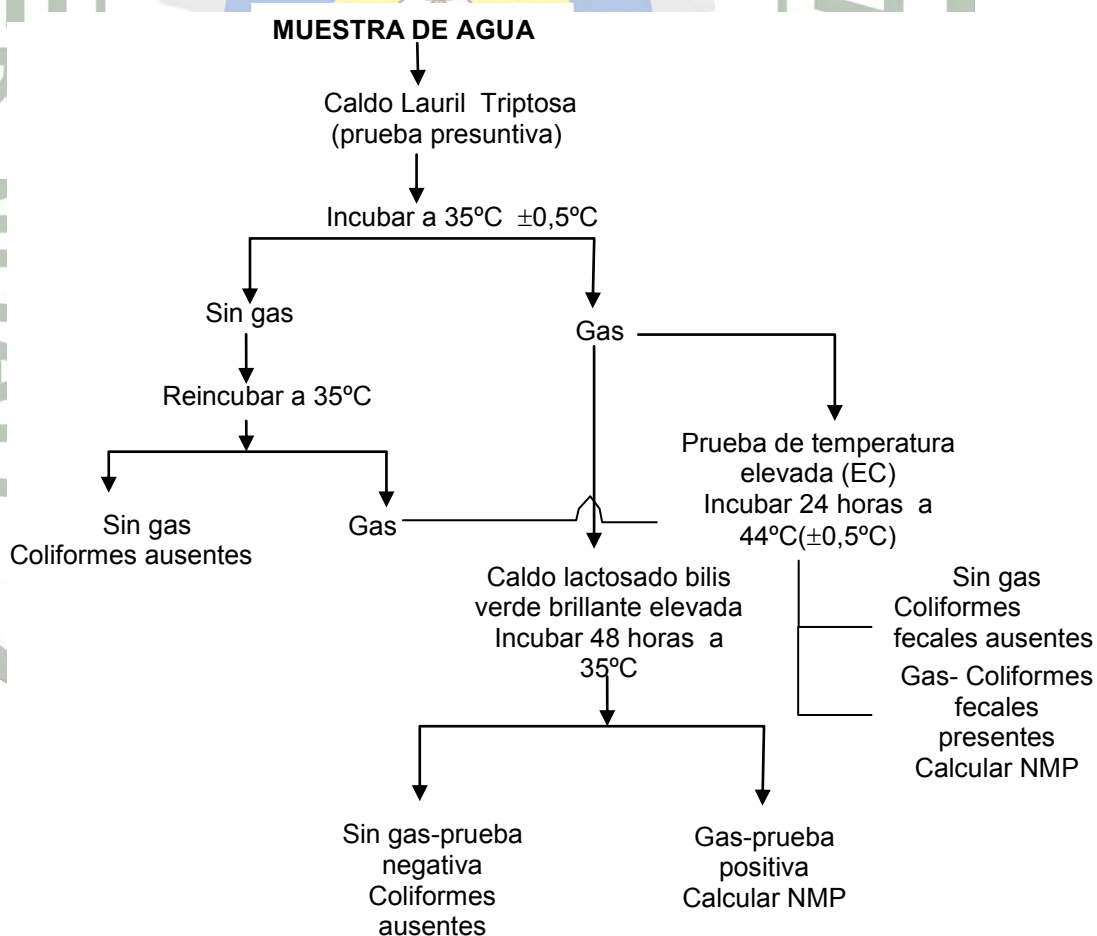 MUESTRA DE AGUA
Caldo Lauril Triptosa
(prueba presuntiva)
Incubar a 35ºC ±0,5ºC
Sin gas
Gas
Reincubar a 35ºC
Prueba de temperatura
elevada (EC)
Incubar 24 horas a
44ºC(±0,5ºC)
Sin gas
Coliformes ausentes
Gas
Caldo lactosado bilis
verde brillante elevada
Incubar 48 horas a
35ºC
Sin gas
Coliformes
fecales ausentes
Gas- Coliformes
fecales
presentes
Calcular NMP
Sin gas-prueba
negativa
Coliformes
ausentes
Gas-prueba
positiva
Calcular NMP